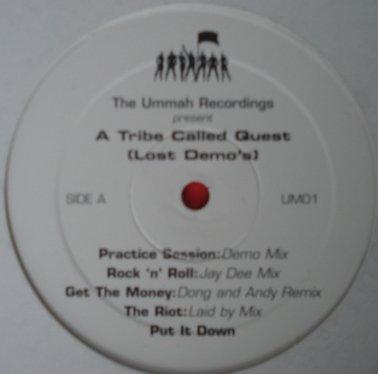 The Ummah Recordings
present
A Tribe Called Quest
(Lost Demo's)
SIDE A
UM01
Practice Session:Demo Mix
Rock 'n' Roll:Jay Dee Mix
Get The Money:Dong and Andy Remix
The Riot:Laid by Mix
Put It Down